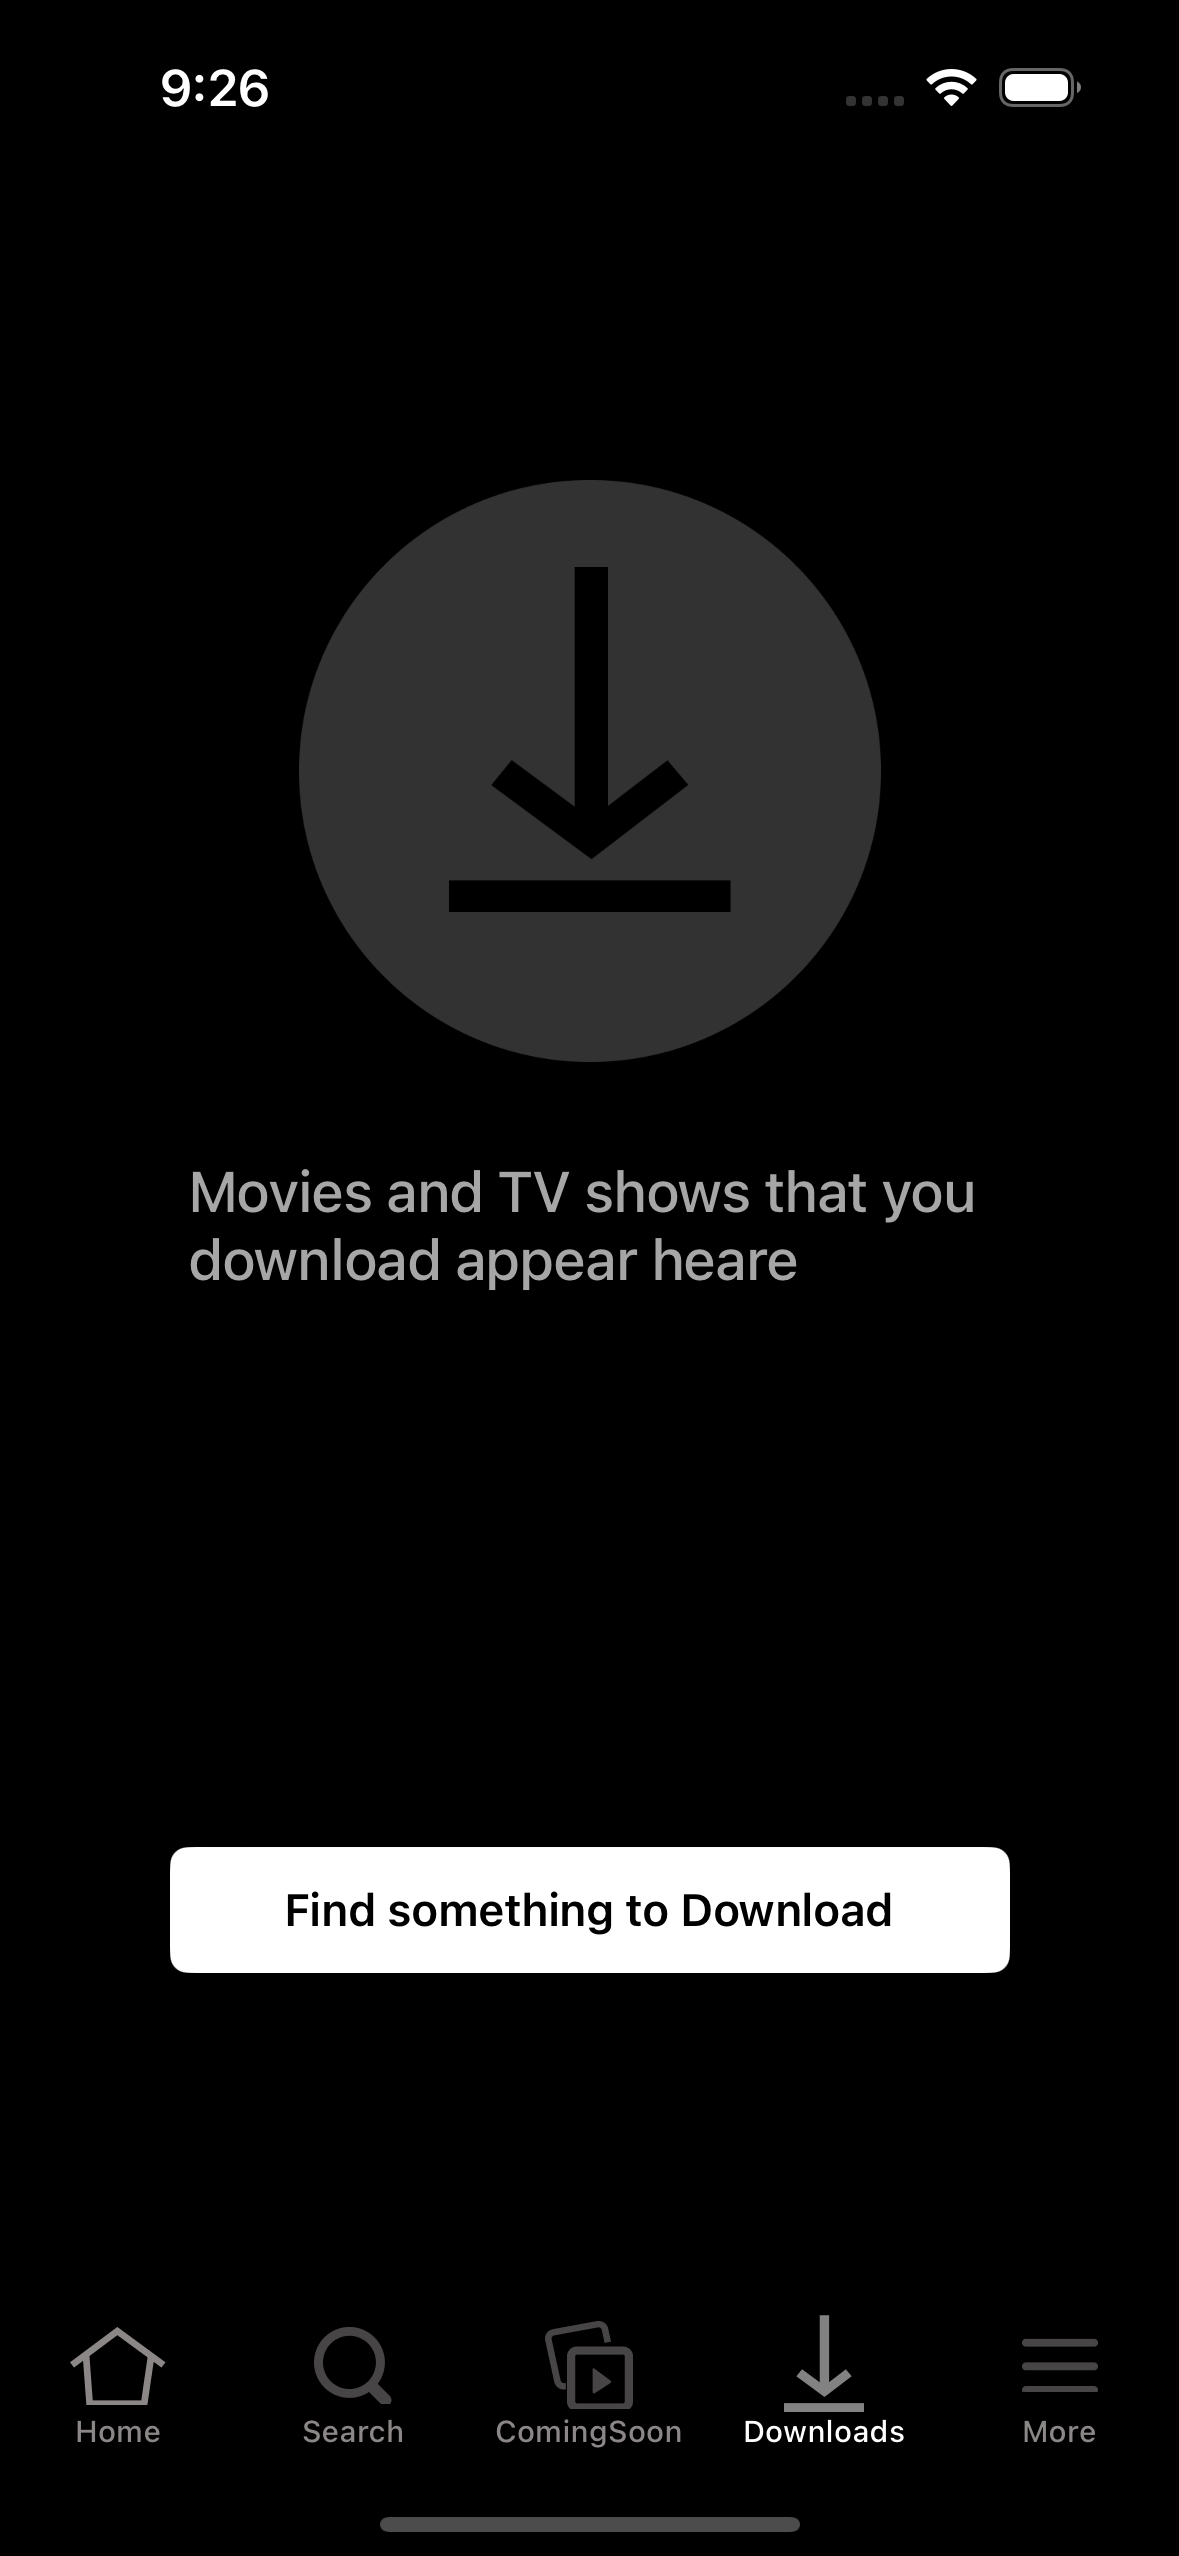 9:26
Movies and TV shows that you
download appear heare
Find something to Download
Home
Search
ComingSoon
Downloads
More